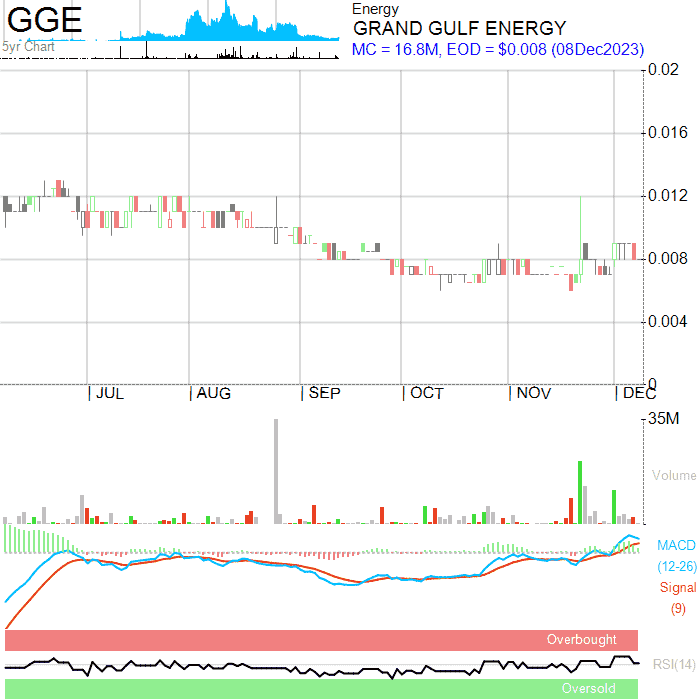 GGE
5yr Chart
Energy
GRAND GULF ENERGY
MC = 16.8M, EOD = $0.008 (08Dec2023)
0.02
0.016
0.012
0.008
0.004
0
JUL AUG SEP OCT NOV DEC
35M
Volume
MACD
(12-26)
Signal
(9)
Overbought
RSI(14)
Oversold